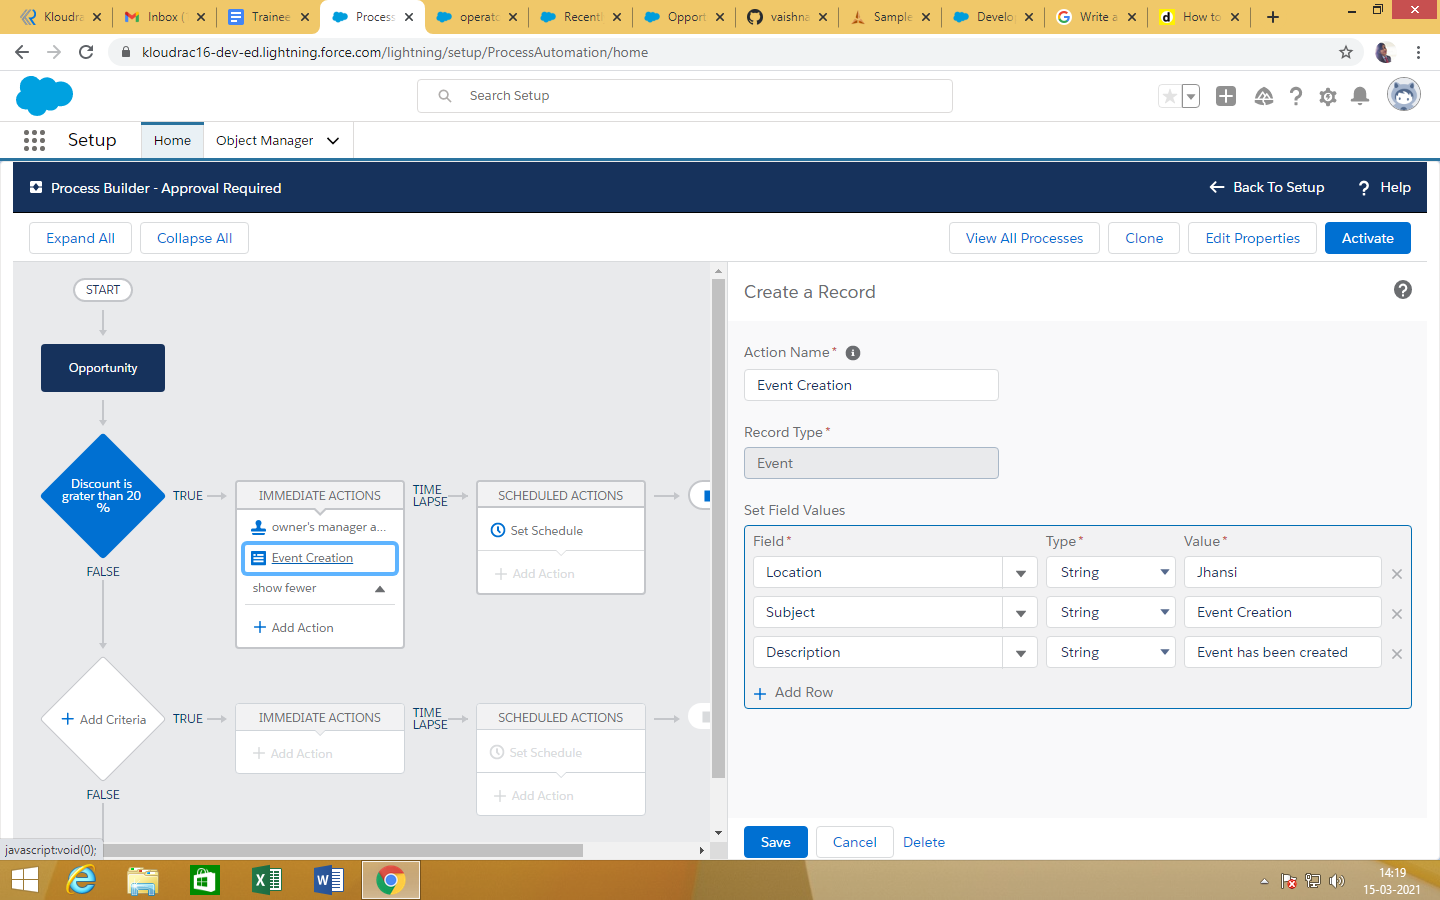 Kloudra
Inbox (
Trainee
Process
operato
Recent
Opport
vaishna
Sample
Develo
Write a
How to
kloudrac16-dev-ed.lightning.force.com/lightning/setup/ProcessAutomation/home
Search Setup
Setup
Home
Object Manager
Process Builder - Approval Required
Back To Setup
? Help
Expand All
Collapse All
View All Processes
Clone
Edit Properties
Activate
START
Opportunity
Discount is
grater than 20
%
TRUE
IMMEDIATE ACTIONS
owner's manager a...
Event Creation
show fewer
+ Add Action
TIME
LAPSE
SCHEDULED ACTIONS
Set Schedule
+ Add Action
FALSE
+ Add Criteria
TRUE
IMMEDIATE ACTIONS
+ Add Action
TIME
LAPSE
SCHEDULED ACTIONS
Set Schedule
+ Add Action
FALSE
javascript:void(0);
Create a Record
Action Name*
Event Creation
Record Type*
Event
Set Field Values
Field* Type* Value*
Location String Jhansi
Subject String Event Creation
Description String Event has been created
+ Add Row
Save
Cancel
Delete
14:19
15-03-2021